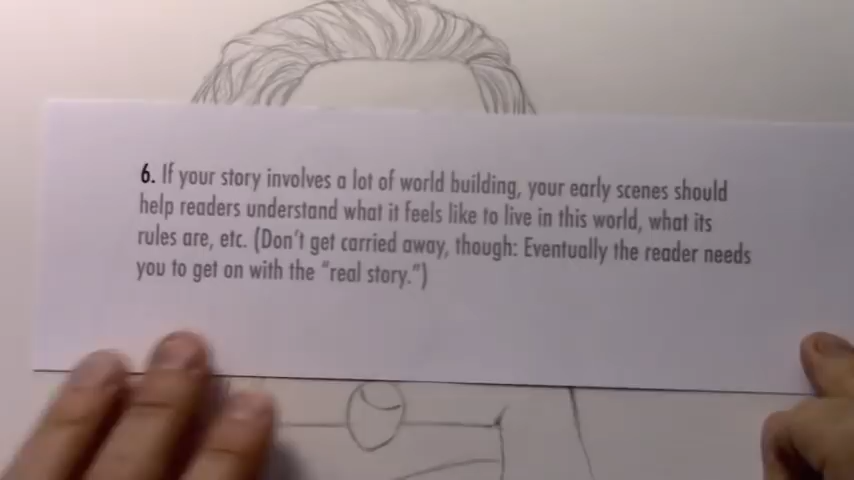 6. If your story involves a lot of world building, your early scenes should
help readers understand what it feels like to live in this world, what its
rules are, etc. (Don't get carried away, though: Eventually the reader needs
you to get on with the "real story.")